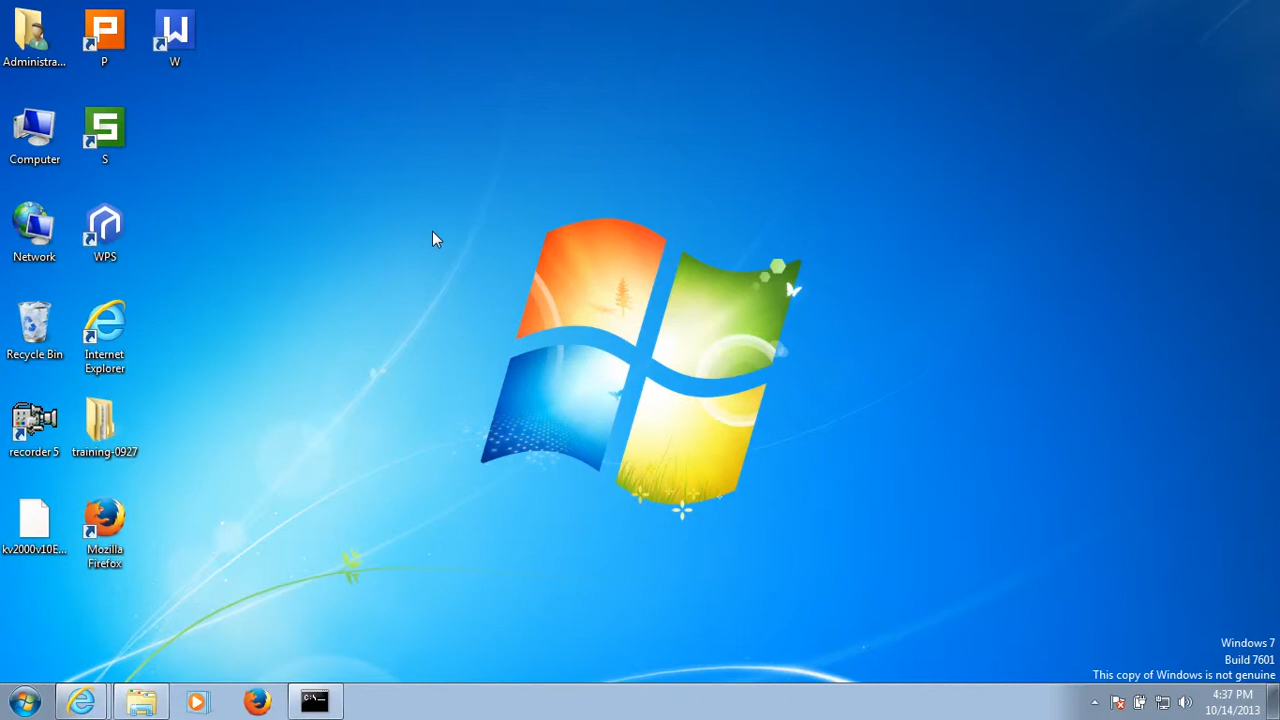 Administra...
P
W
Computer
S
Network
WPS
Recycle Bin
Internet
Explorer
recorder 5
training-0927
kv2000v10E...
Mozilla
Firefox
C:\_
Windows 7
Build 7601
This copy of Windows is not genuine
4:37 PM
10/14/2013